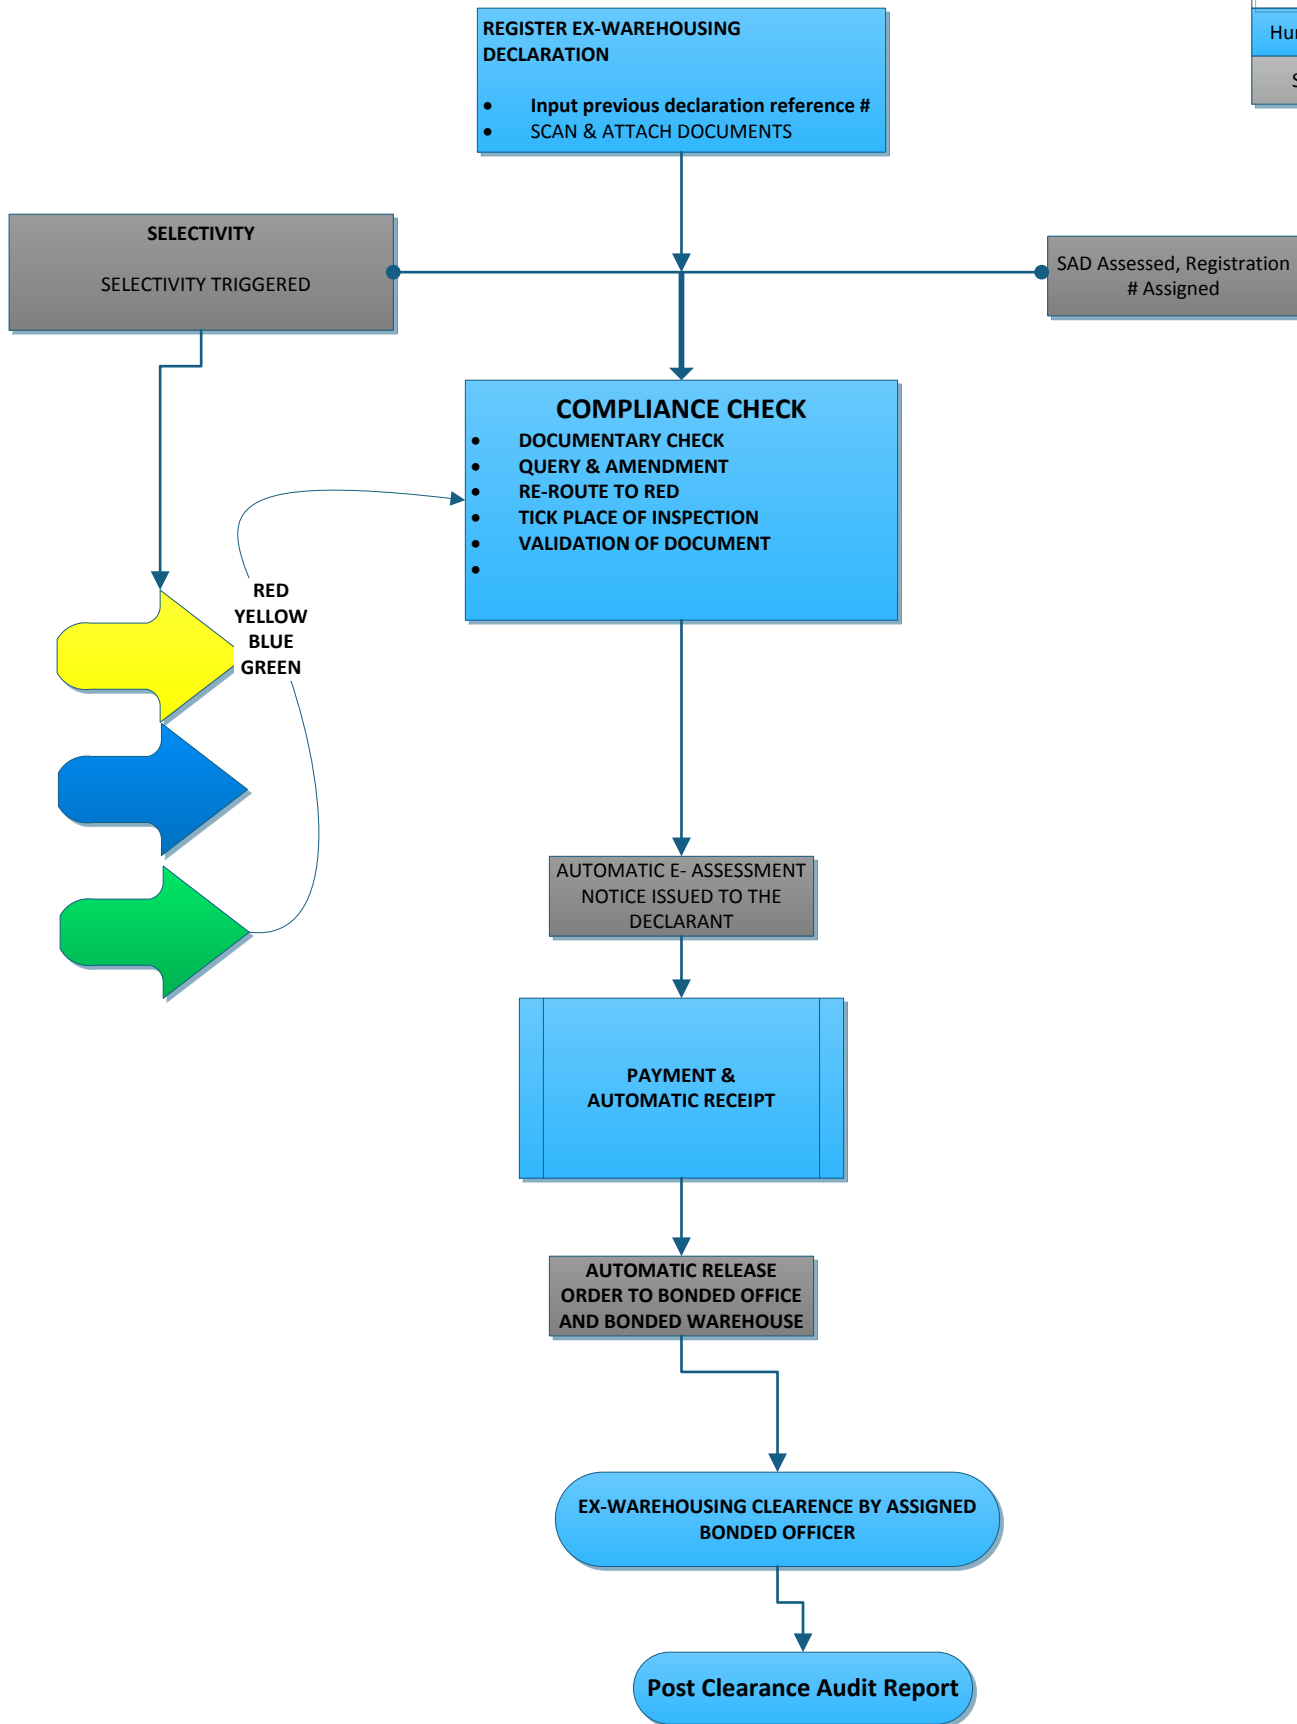 REGISTER EX-WAREHOUSING
DECLARATION
• Input previous declaration reference #
• SCAN & ATTACH DOCUMENTS
SELECTIVITY
SELECTIVITY TRIGGERED
SAD Assessed, Registration
# Assigned
COMPLIANCE CHECK
• DOCUMENTARY CHECK
• QUERY & AMENDMENT
• RE-ROUTE TO RED
• TICK PLACE OF INSPECTION
• VALIDATION OF DOCUMENT
•
RED
YELLOW
BLUE
GREEN
AUTOMATIC E- ASSESSMENT
NOTICE ISSUED TO THE
DECLARANT
PAYMENT &
AUTOMATIC RECEIPT
AUTOMATIC RELEASE
ORDER TO BONDED OFFICE
AND BONDED WAREHOUSE
EX-WAREHOUSING CLEARENCE BY ASSIGNED
BONDED OFFICER
Post Clearance Audit Report